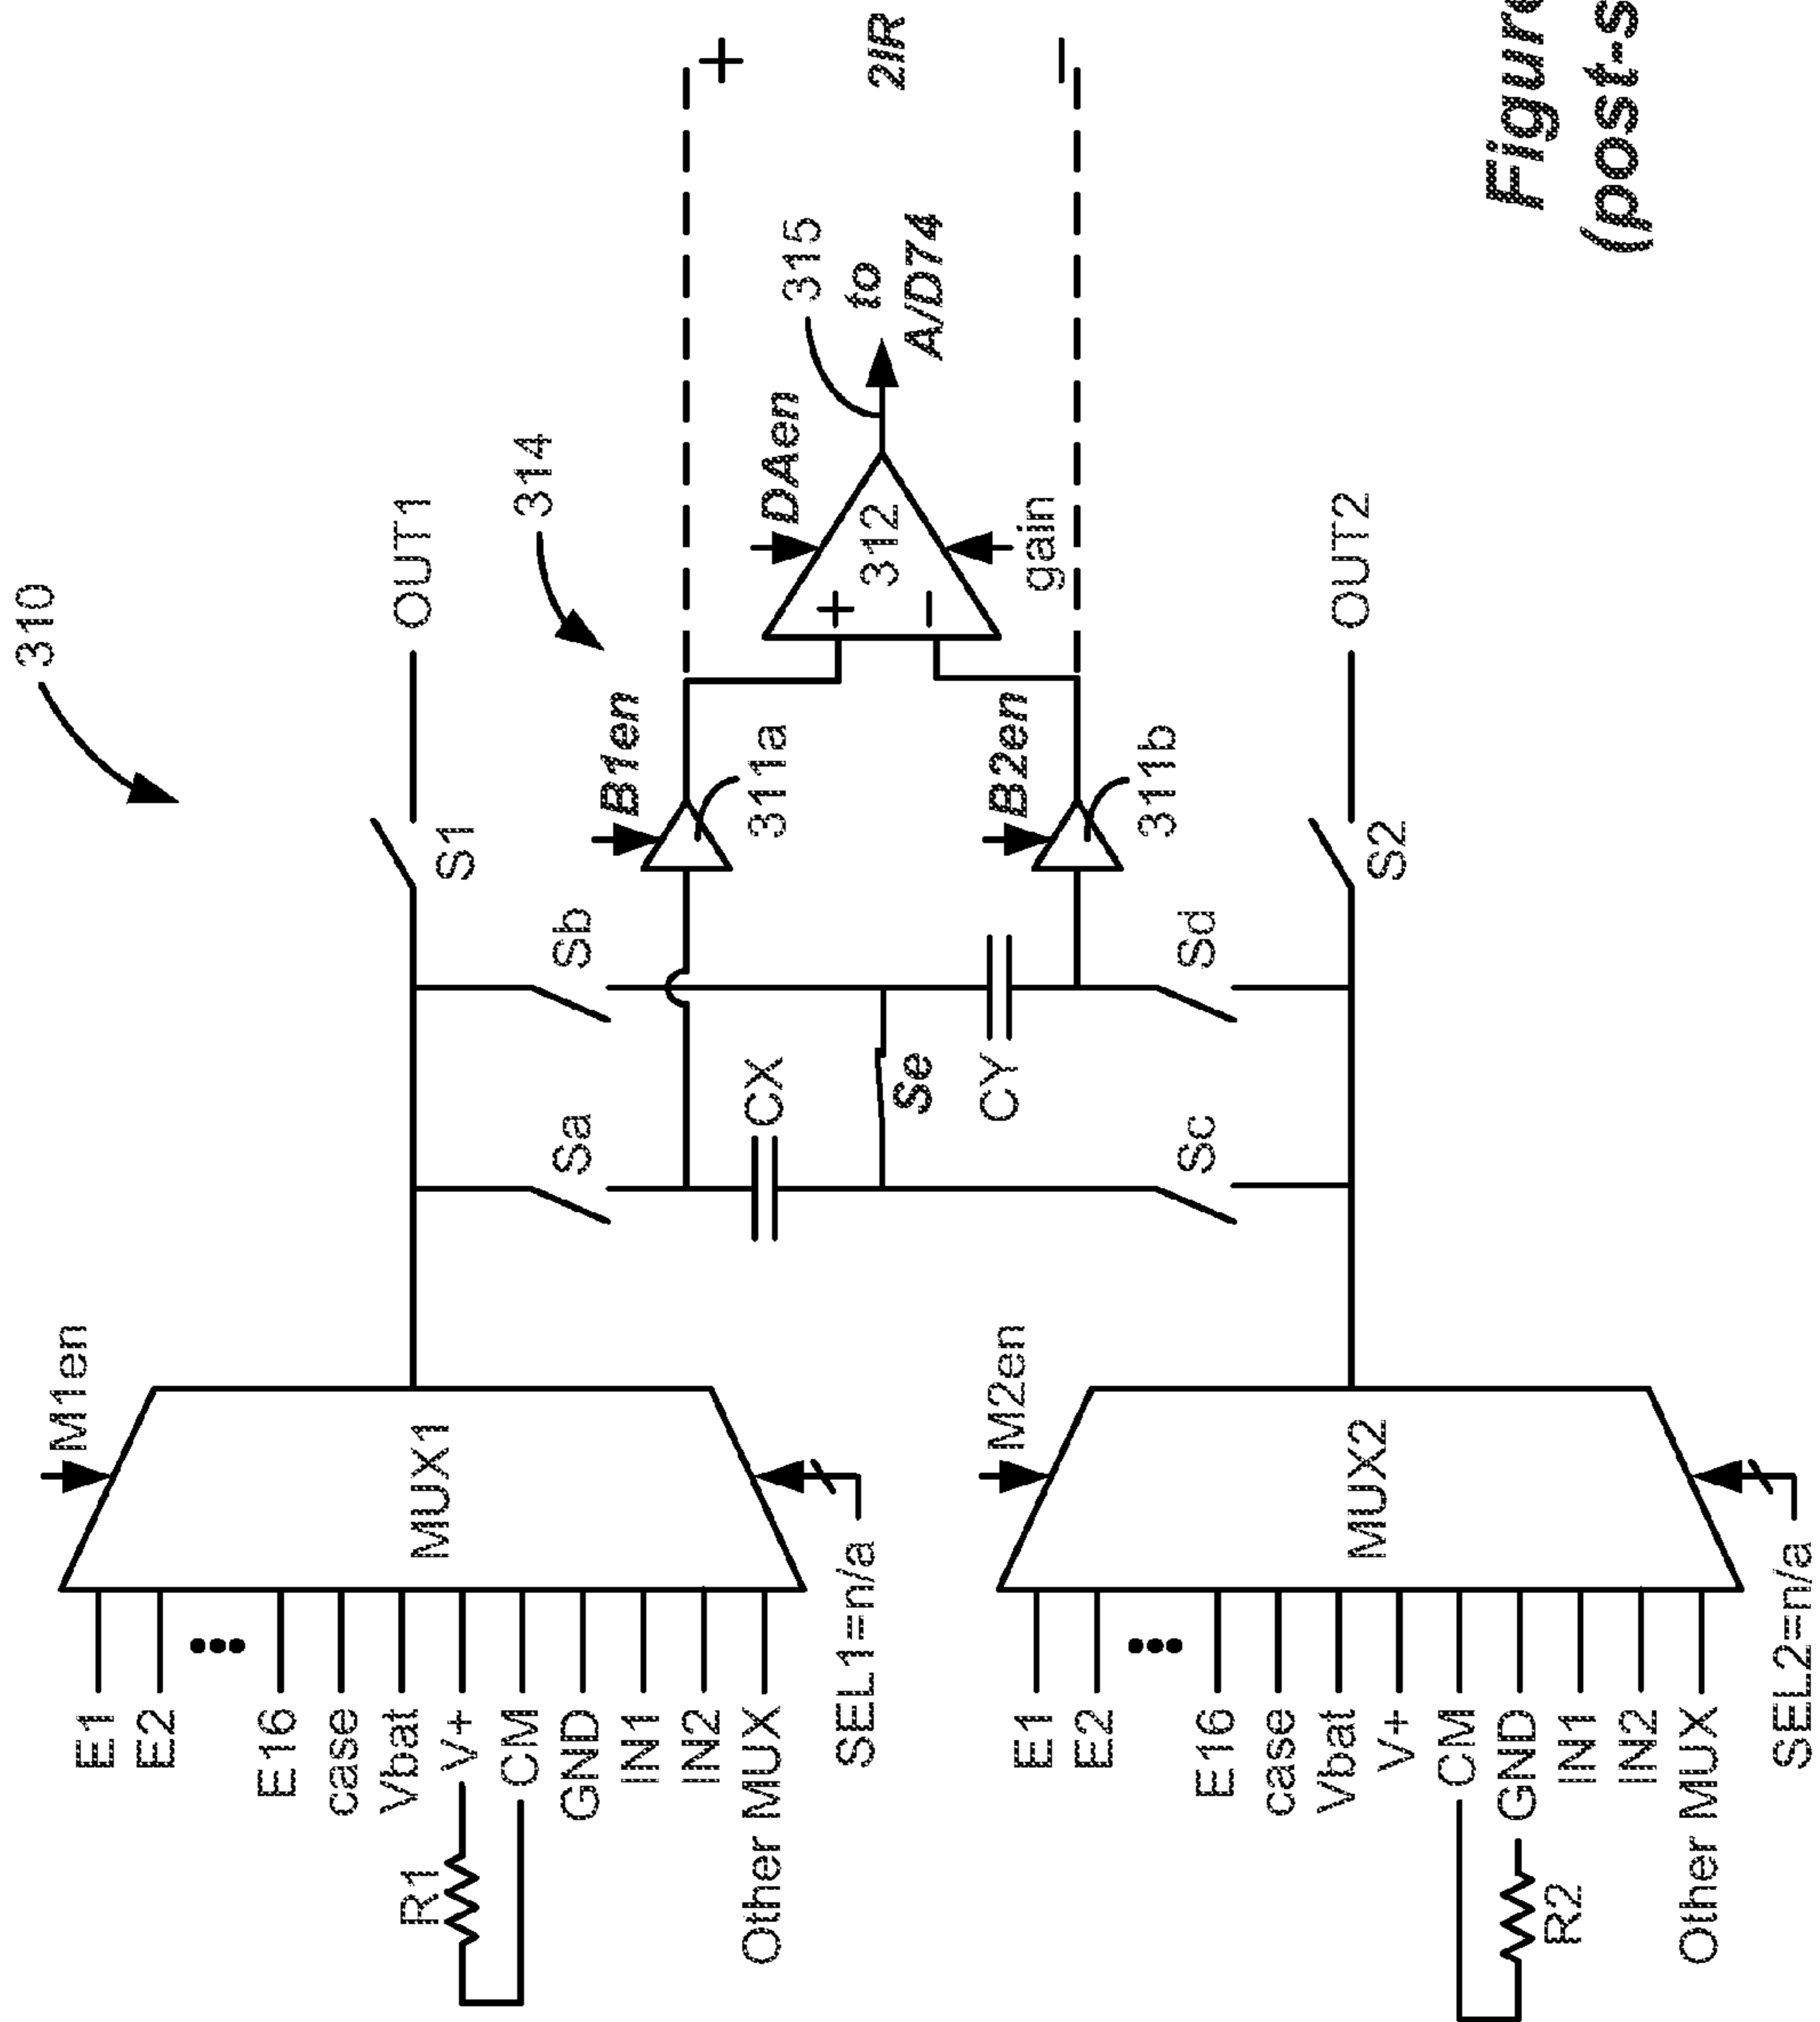 310
M1en
E1
E2
E16
case
Vbat
V+
CM
GND
IN1
IN2
Other MUX
R1
MUX1
SEL1=n/a
S1
OUT1
Sa
Sb
CX
Se
CY
Sc
Sd
B1en
311a
B2en
311b
314
DAen
+
312
−
gain
315
to
A/D74
+
2IR
−
M2en
E1
E2
E16
case
Vbat
V+
CM
GND
IN1
IN2
Other MUX
R2
MUX2
SEL2=n/a
S2
OUT2
Figure
(post-s